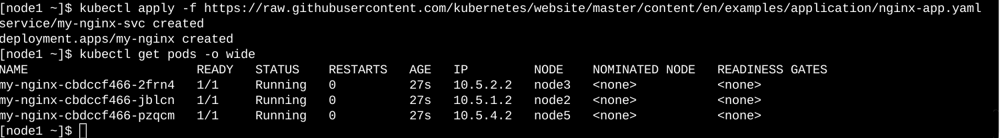 [node1 ~]$ kubectl apply -f https://raw.githubusercontent.com/kubernetes/website/master/content/en/examples/application/nginx-app.yaml
service/my-nginx-svc created
deployment.apps/my-nginx created
[node1 ~]$ kubectl get pods -o wide
NAME                       READY   STATUS    RESTARTS   AGE   IP         NODE    NOMINATED NODE   READINESS GATES
my-nginx-cbdccf466-2frn4   1/1     Running   0          27s   10.5.2.2   node3   <none>           <none>
my-nginx-cbdccf466-jblcn   1/1     Running   0          27s   10.5.1.2   node2   <none>           <none>
my-nginx-cbdccf466-pzqcm   1/1     Running   0          27s   10.5.4.2   node5   <none>           <none>
[node1 ~]$